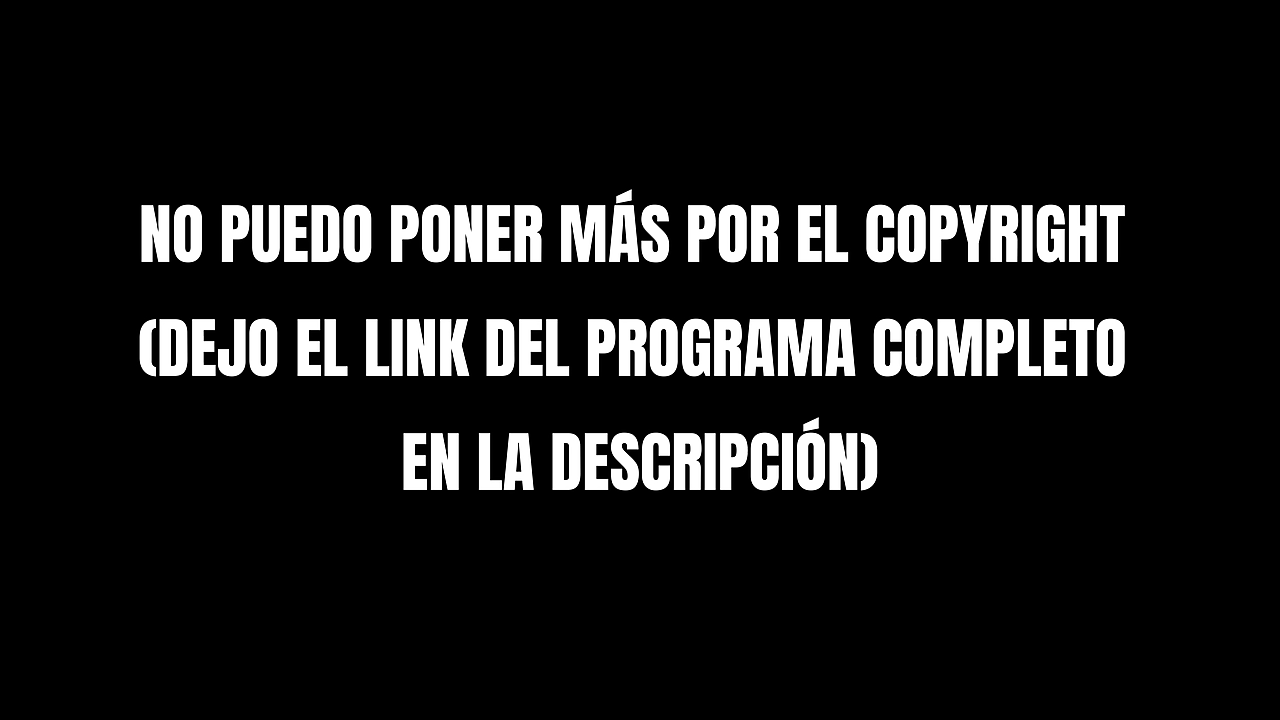 NO PUEDO PONER MÁS POR EL COPYRIGHT
(DEJO EL LINK DEL PROGRAMA COMPLETO
EN LA DESCRIPCIÓN)